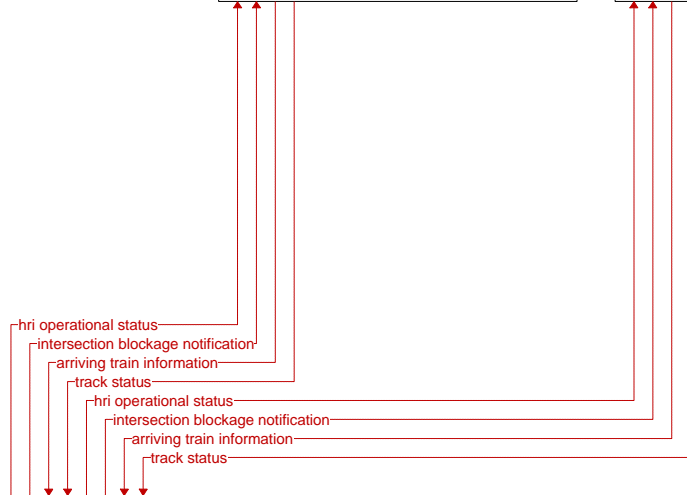 hri operational status
intersection blockage notification
arriving train information
track status
hri operational status
intersection blockage notification
arriving train information
track status